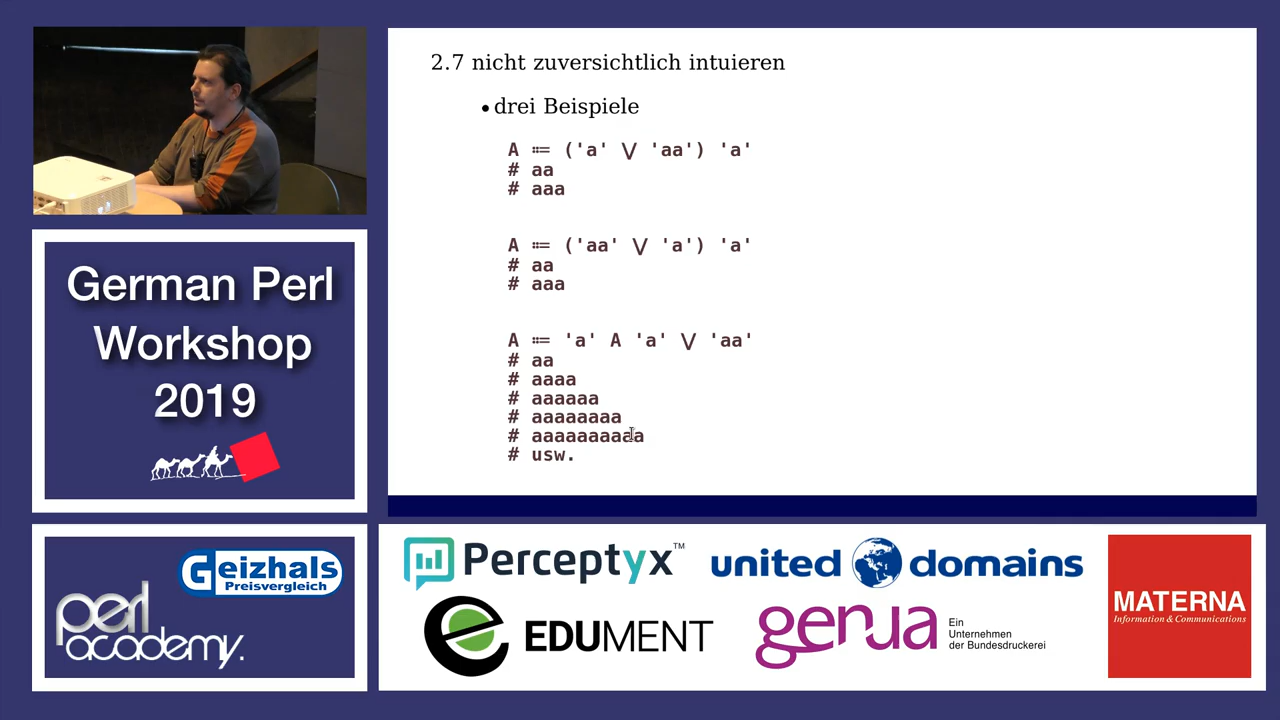 2.7 nicht zuversichtlich intuieren
• drei Beispiele
A ⩴ ('a' ⋁ 'aa') 'a'
# aa
# aaa
A ⩴ ('aa' ⋁ 'a') 'a'
# aa
# aaa
A ⩴ 'a' A 'a' ⋁ 'aa'
# aa
# aaaa
# aaaaaa
# aaaaaaaa
# aaaaaaaaaa
# usw.
German Perl
Workshop
2019
Geizhals
Preisvergleich
perl
academy.
Perceptyx™
united domains
EDUMENT
genua
Ein
Unternehmen
der Bundesdruckerei
MATERNA
Information & Communications